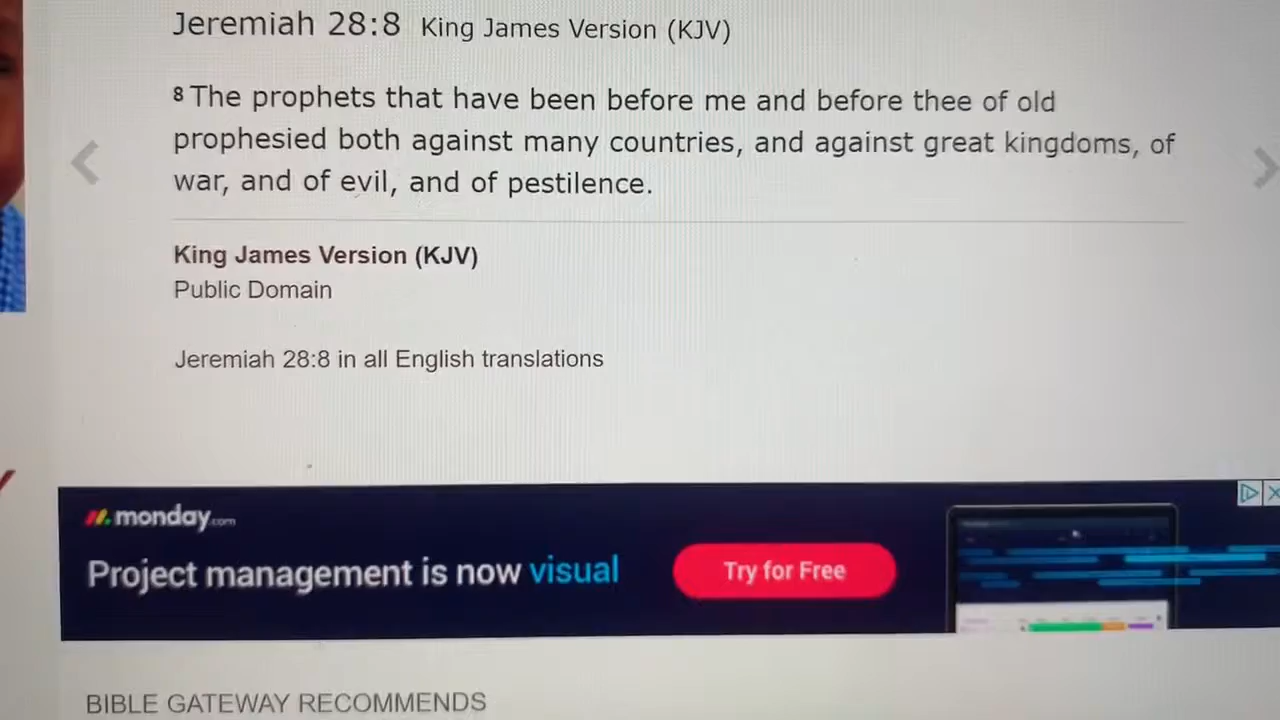 Jeremiah 28:8 King James Version (KJV)
8 The prophets that have been before me and before thee of old
prophesied both against many countries, and against great kingdoms, of
war, and of evil, and of pestilence.
King James Version (KJV)
Public Domain
Jeremiah 28:8 in all English translations
monday.com
Project management is now visual
Try for Free
BIBLE GATEWAY RECOMMENDS